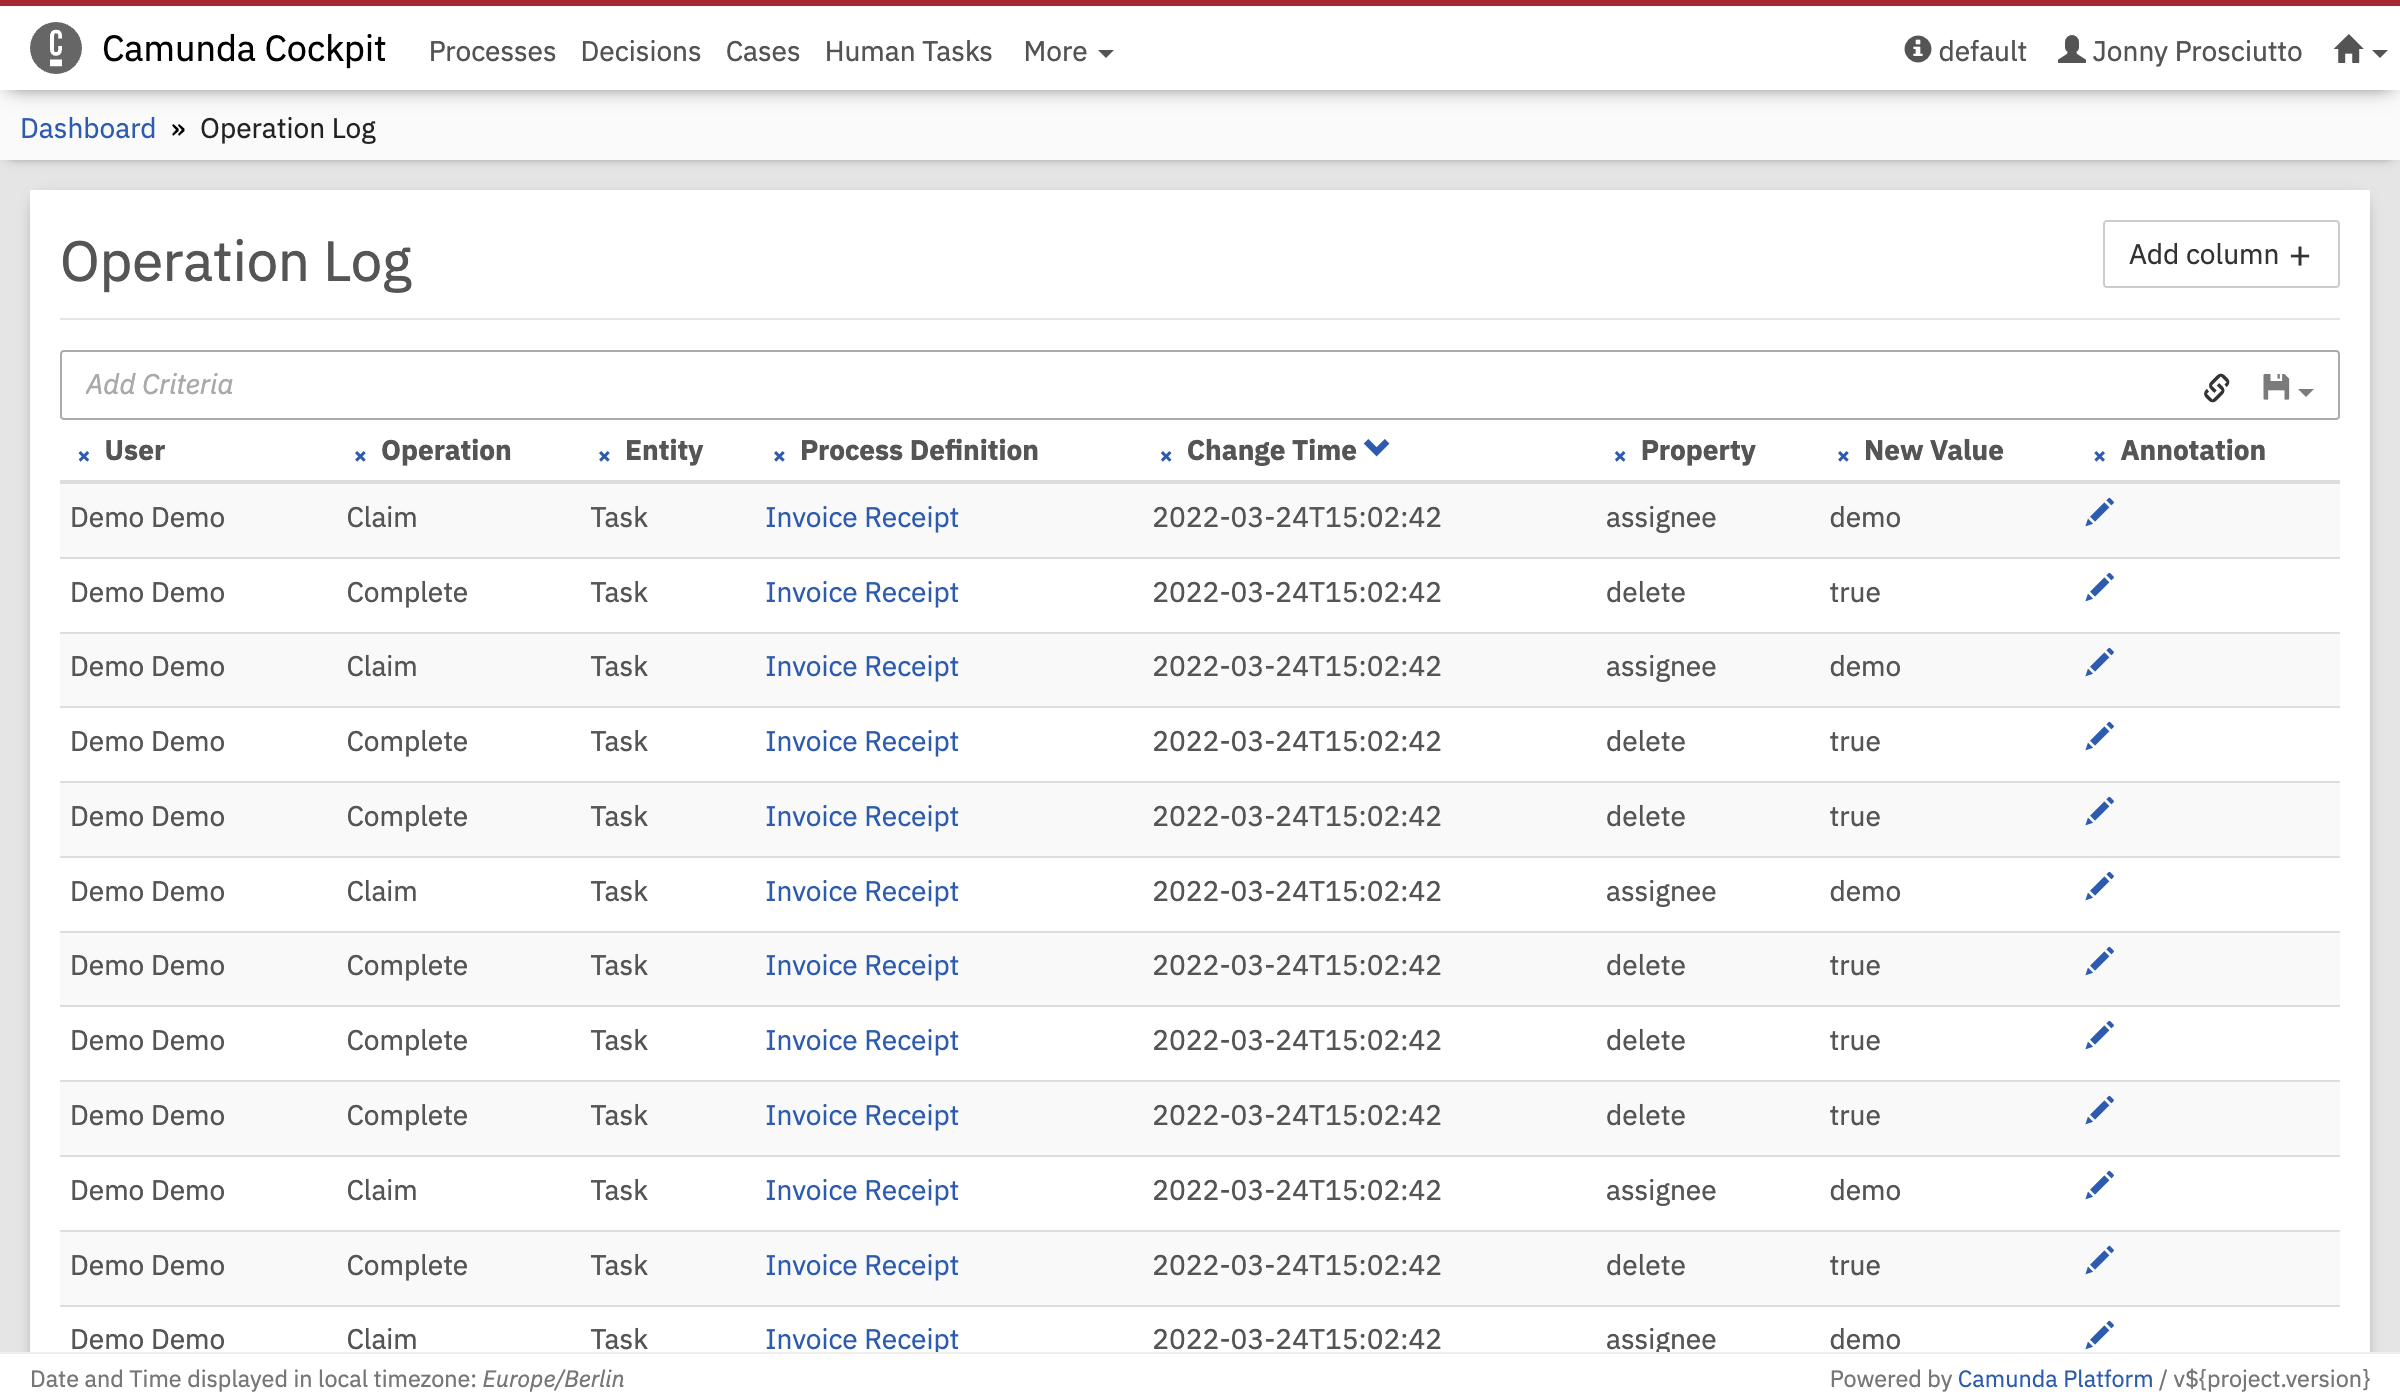 Camunda Cockpit Processes Decisions Cases Human Tasks More default Jonny Prosciutto
Dashboard » Operation Log
Operation Log
Add column +
Add Criteria
× User × Operation × Entity × Process Definition × Change Time × Property × New Value × Annotation
Demo Demo Claim Task Invoice Receipt 2022-03-24T15:02:42 assignee demo
Demo Demo Complete Task Invoice Receipt 2022-03-24T15:02:42 delete true
Demo Demo Claim Task Invoice Receipt 2022-03-24T15:02:42 assignee demo
Demo Demo Complete Task Invoice Receipt 2022-03-24T15:02:42 delete true
Demo Demo Complete Task Invoice Receipt 2022-03-24T15:02:42 delete true
Demo Demo Claim Task Invoice Receipt 2022-03-24T15:02:42 assignee demo
Demo Demo Complete Task Invoice Receipt 2022-03-24T15:02:42 delete true
Demo Demo Complete Task Invoice Receipt 2022-03-24T15:02:42 delete true
Demo Demo Complete Task Invoice Receipt 2022-03-24T15:02:42 delete true
Demo Demo Claim Task Invoice Receipt 2022-03-24T15:02:42 assignee demo
Demo Demo Complete Task Invoice Receipt 2022-03-24T15:02:42 delete true
Demo Demo Claim Task Invoice Receipt 2022-03-24T15:02:42 assignee demo
Date and Time displayed in local timezone: Europe/Berlin Powered by Camunda Platform / v${project.version}